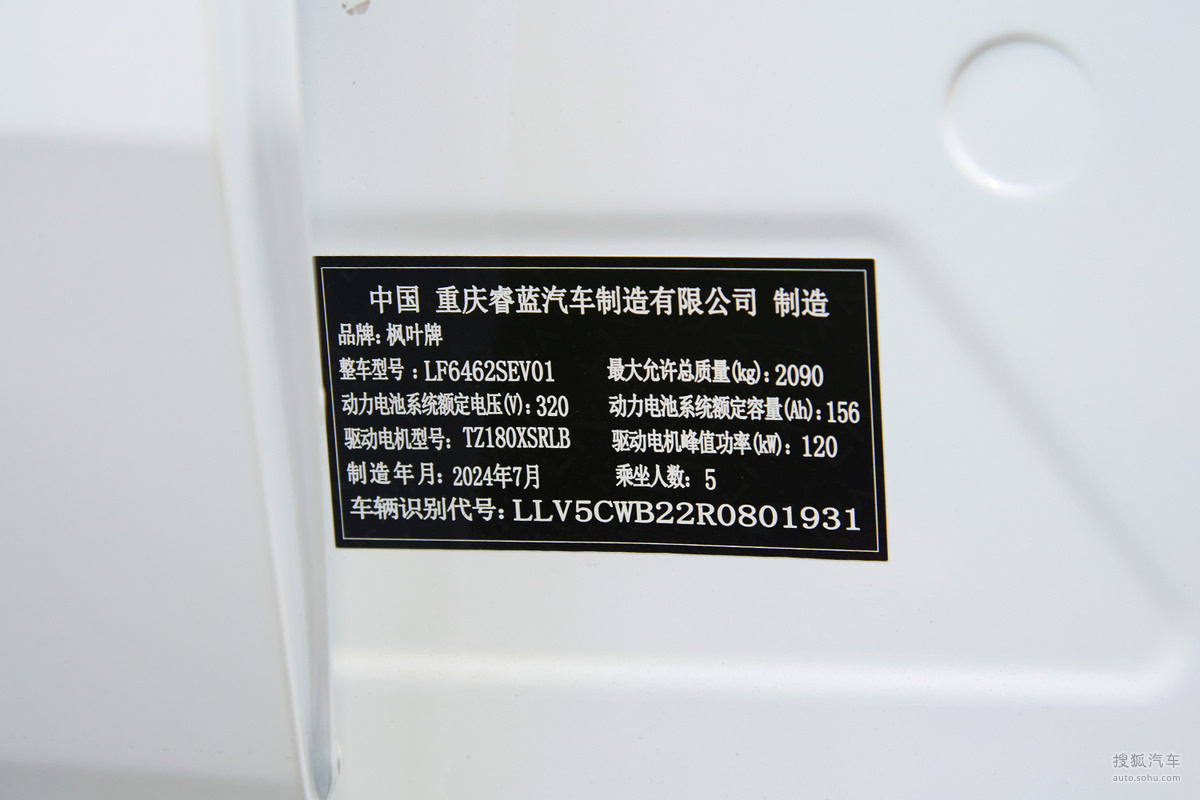 中国 重庆睿蓝汽车制造有限公司 制造
品牌：枫叶牌
整车型号：LF6462SEV01 最大允许总质量(kg)：2090
动力电池系统额定电压(V)：320 动力电池系统额定容量(Ah)：156
驱动电机型号：TZ180XSRLB 驱动电机峰值功率(kW)：120
制造年月：2024年7月 乘坐人数：5
车辆识别代号：LLV5CWB22R0801931
搜狐汽车
auto.sohu.com